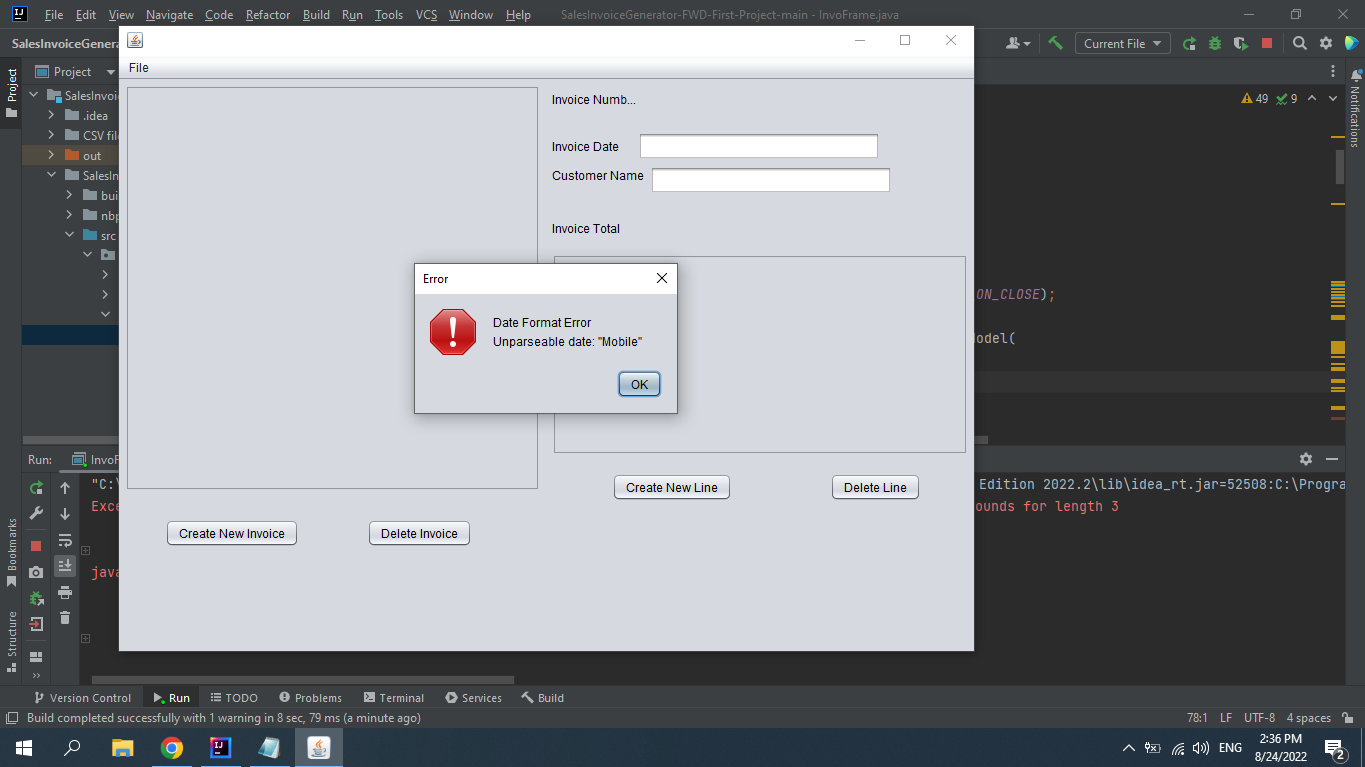 File Edit View Navigate Code Refactor Build Run Tools VCS Window Help SalesInvoiceGenerator-FWD-First-Project-main - InvoFrame.java
SalesInvoiceGenera
Current File
File
Project
Project
SalesInvoic
.idea
CSV fil
out
SalesIn
bui
nbp
src
Invoice Numb...
Invoice Date
Customer Name
Invoice Total
49 9
Notifications
ON_CLOSE);
odel(
Error
Date Format Error
Unparseable date: "Mobile"
OK
Create New Line Delete Line
Create New Invoice Delete Invoice
Run: InvoF
"C:\ Edition 2022.2\lib\idea_rt.jar=52508:C:\Progra
Exce ounds for length 3
java
Bookmarks
Structure
Version Control Run TODO Problems Terminal Services Build
Build completed successfully with 1 warning in 8 sec, 79 ms (a minute ago) 78:1 LF UTF-8 4 spaces
ENG
2:36 PM
8/24/2022
2